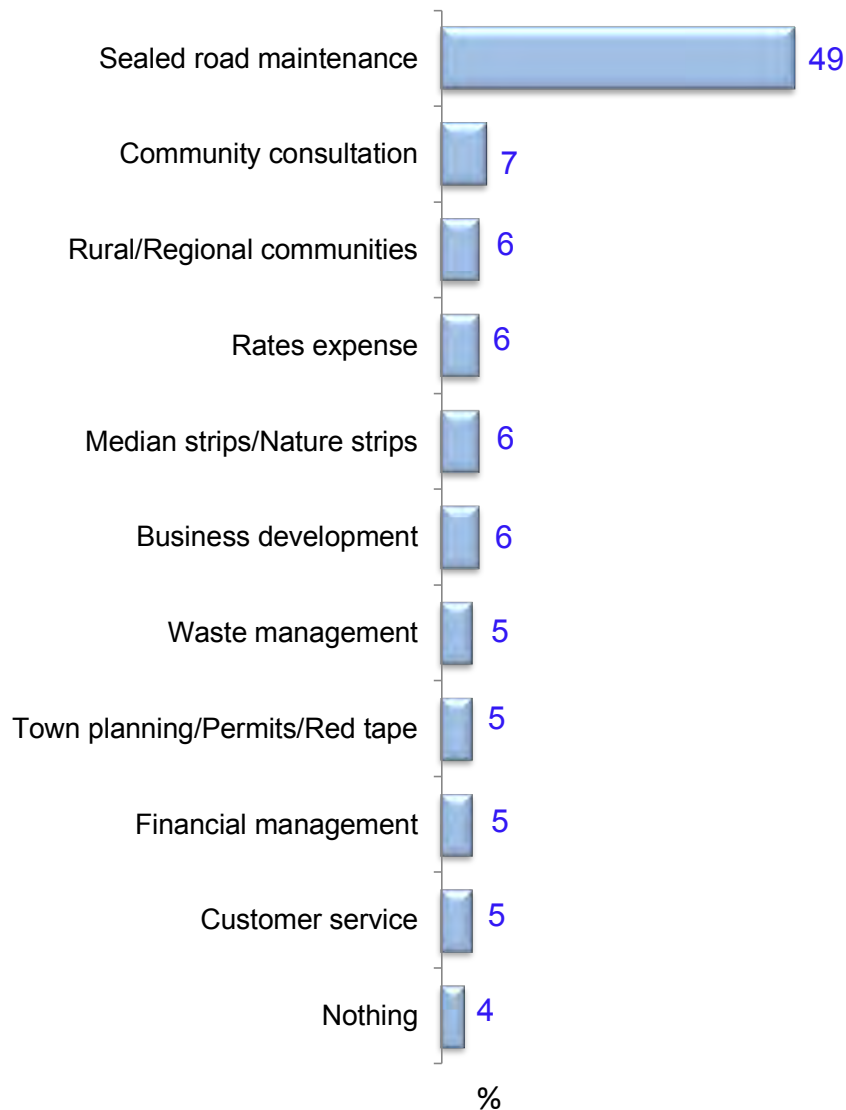 Sealed road maintenance 49
Community consultation 7
Rural/Regional communities 6
Rates expense 6
Median strips/Nature strips 6
Business development 6
Waste management 5
Town planning/Permits/Red tape 5
Financial management 5
Customer service 5
Nothing 4
%